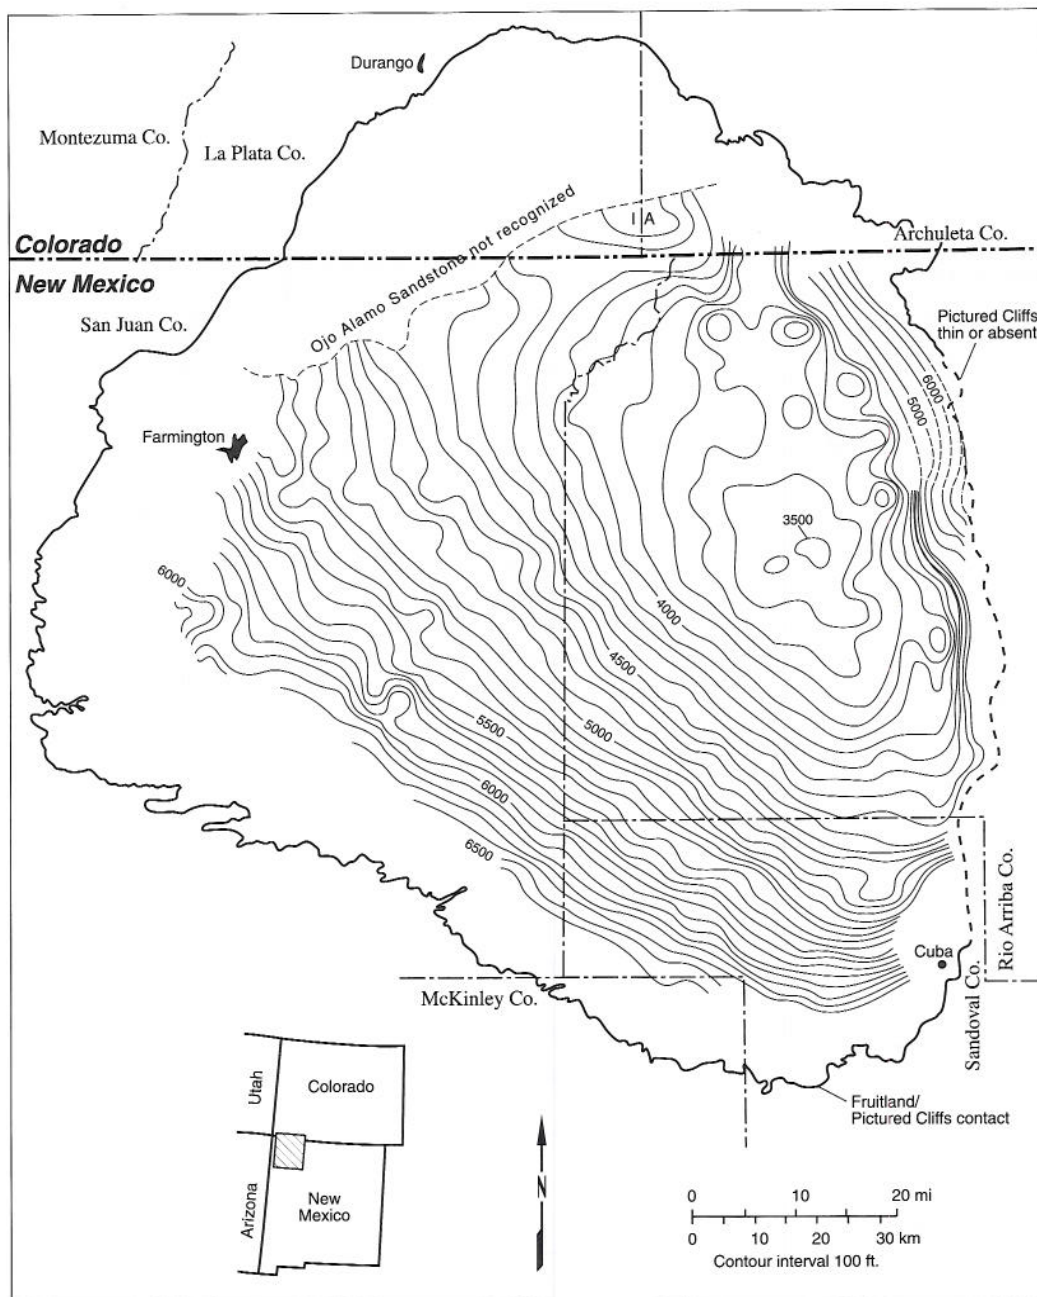 Durango
Montezuma Co.
La Plata Co.
Ojo Alamo Sandstone not recognized
I A
Colorado
New Mexico
Archuleta Co.
San Juan Co.
Pictured Cliffs
thin or absent
6000
5000
Farmington
3500
6000
4000
4500
5500
5000
6000
6500
Rio Arriba Co.
Cuba
Sandoval Co.
McKinley Co.
Fruitland/
Pictured Cliffs contact
Utah
Colorado
Arizona
New
Mexico
N
0 10 20 mi
0 10 20 30 km
Contour interval 100 ft.